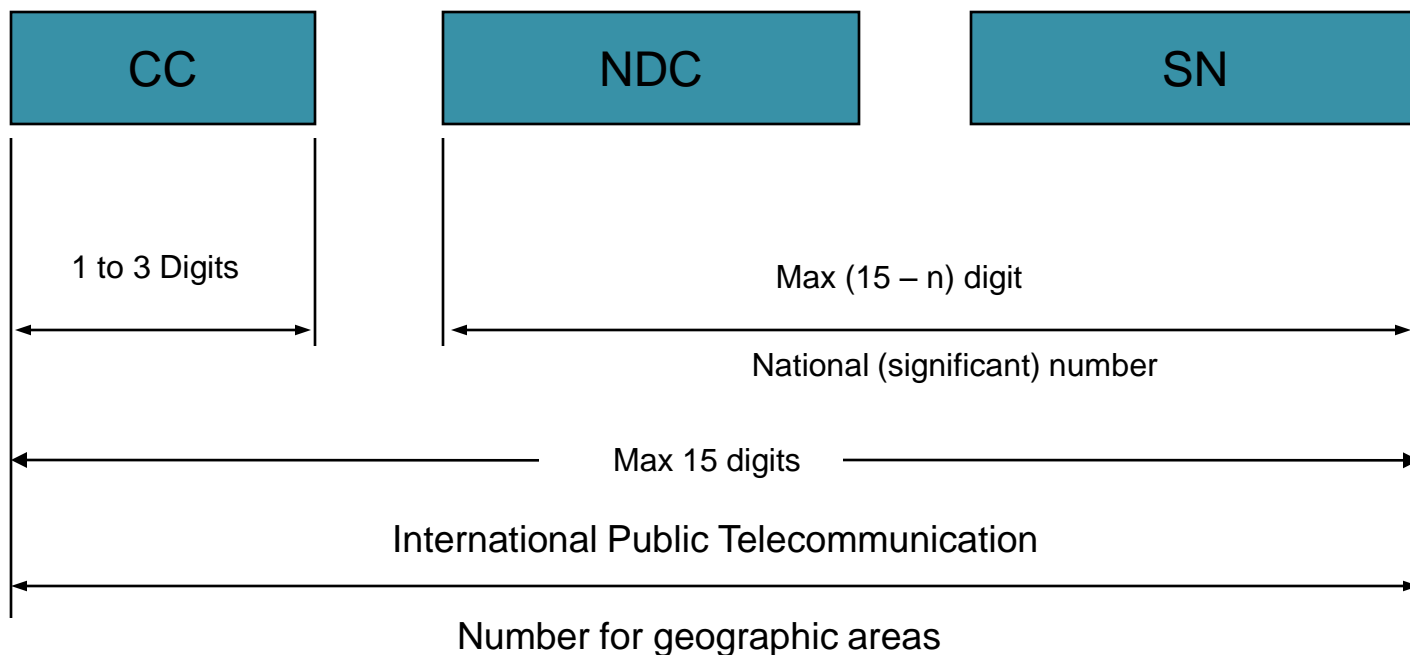 CC NDC SN
1 to 3 Digits
Max (15 – n) digit
National (significant) number
Max 15 digits
International Public Telecommunication
Number for geographic areas